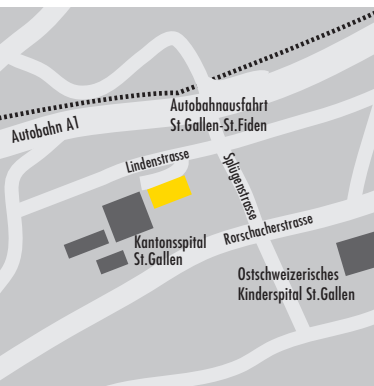 Autobahnausfahrt
St.Gallen-St.Fiden
Autobahn A1
Lindenstrasse
Splügenstrasse
Rorschacherstrasse
Kantonsspital
St.Gallen
Ostschweizerisches
Kinderspital St.Gallen